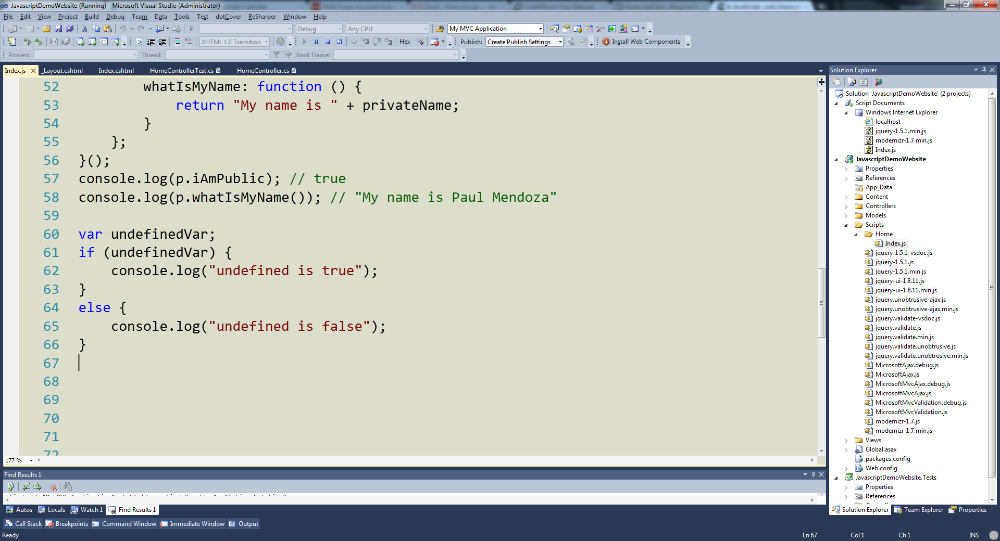 JavascriptDemoWebsite (Running) - Microsoft Visual Studio (Administrator)
File Edit View Project Build Debug Team Data Tools Test dotCover ReSharper Window Help
Debug Any CPU My MVC Application
XHTML 1.0 Transition Hex Publish: Create Publish Settings Install Web Components
Process: Thread: Stack Frame:
Index.js _Layout.cshtml Index.cshtml HomeControllerTest.cs HomeController.cs
52 whatIsMyName: function () {
53 return "My name is " + privateName;
54 }
55 };
56 }();
57 console.log(p.iAmPublic); // true
58 console.log(p.whatIsMyName()); // "My name is Paul Mendoza"
59
60 var undefinedVar;
61 if (undefinedVar) {
62 console.log("undefined is true");
63 }
64 else {
65 console.log("undefined is false");
66 }
67
68
69
70
71
72
177 %
Find Results 1
Autos Locals Watch 1 Find Results 1
Call Stack Breakpoints Command Window Immediate Window Output
Ready Ln 67 Col 1 Ch 1 INS
Solution Explorer
Solution 'JavascriptDemoWebsite' (2 projects)
Script Documents
Windows Internet Explorer
localhost
jquery-1.5.1.min.js
modernizr-1.7.min.js
Index.js
JavascriptDemoWebsite
Properties
References
App_Data
Content
Controllers
Models
Scripts
Home
Index.js
jquery-1.5.1-vsdoc.js
jquery-1.5.1.js
jquery-1.5.1.min.js
jquery-ui-1.8.11.js
jquery-ui-1.8.11.min.js
jquery.unobtrusive-ajax.js
jquery.unobtrusive-ajax.min.js
jquery.validate-vsdoc.js
jquery.validate.js
jquery.validate.min.js
jquery.validate.unobtrusive.js
jquery.validate.unobtrusive.min.js
MicrosoftAjax.debug.js
MicrosoftAjax.js
MicrosoftMvcAjax.debug.js
MicrosoftMvcAjax.js
MicrosoftMvcValidation.debug.js
MicrosoftMvcValidation.js
modernizr-1.7.js
modernizr-1.7.min.js
Views
Global.asax
packages.config
Web.config
JavascriptDemoWebsite.Tests
Properties
References
Solution Explorer Team Explorer Properties